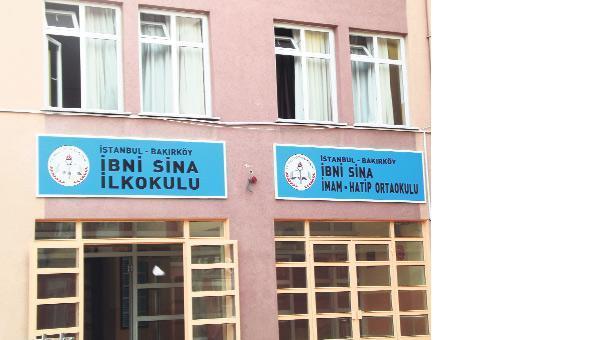 İSTANBUL - BAKIRKÖY
İBNİ SİNA
İLKOKULU
İSTANBUL - BAKIRKÖY
İBNİ SİNA
İMAM - HATİP ORTAOKULU